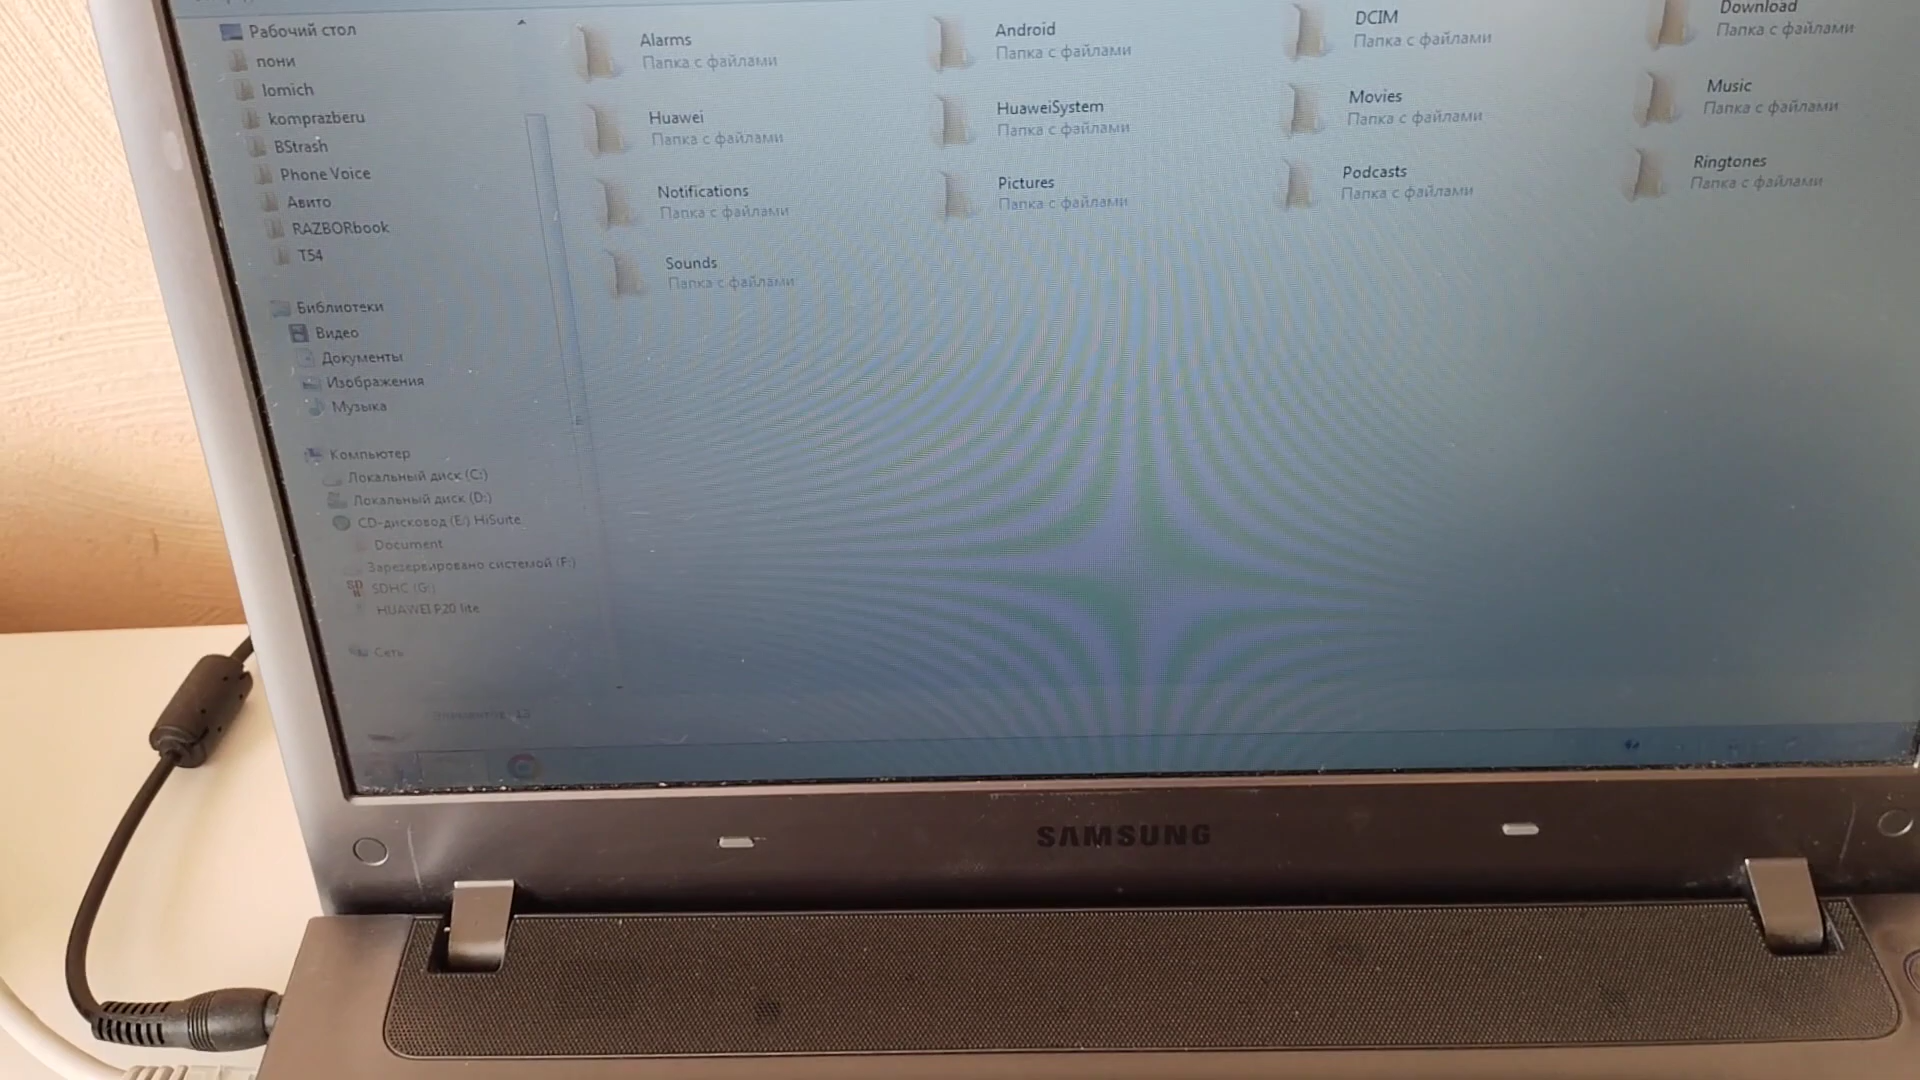 Рабочий стол
пони
lomich
komprazberu
BStrash
Phone Voice
Авито
RAZBORbook
T54
Библиотеки
Видео
Документы
Изображения
Музыка
Компьютер
Локальный диск (C:)
Локальный диск (D:)
CD-дисковод (E:) HiSuite
Document
Зарезервировано системой (F:)
SDHC (G:)
HUAWEI P20 lite
Сеть
Alarms
Папка с файлами
Android
Папка с файлами
DCIM
Папка с файлами
Download
Папка с файлами
Huawei
Папка с файлами
HuaweiSystem
Папка с файлами
Movies
Папка с файлами
Music
Папка с файлами
Notifications
Папка с файлами
Pictures
Папка с файлами
Podcasts
Папка с файлами
Ringtones
Папка с файлами
Sounds
Папка с файлами
SAMSUNG